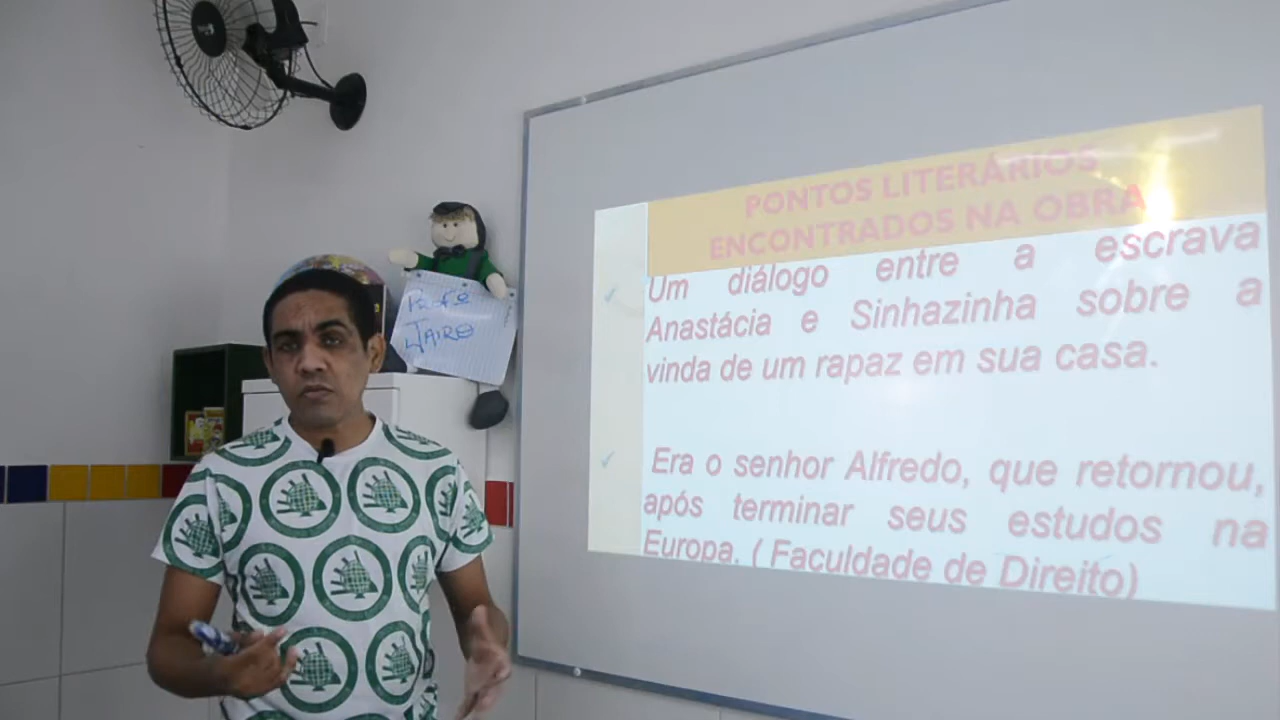 PONTOS LITERÁRIOS
ENCONTRADOS NA OBRA
Um diálogo entre a escrava
Anastácia e Sinhazinha sobre a
vinda de um rapaz em sua casa.
Era o senhor Alfredo, que retornou,
após terminar seus estudos na
Europa. ( Faculdade de Direito)
Profº
JAIRO